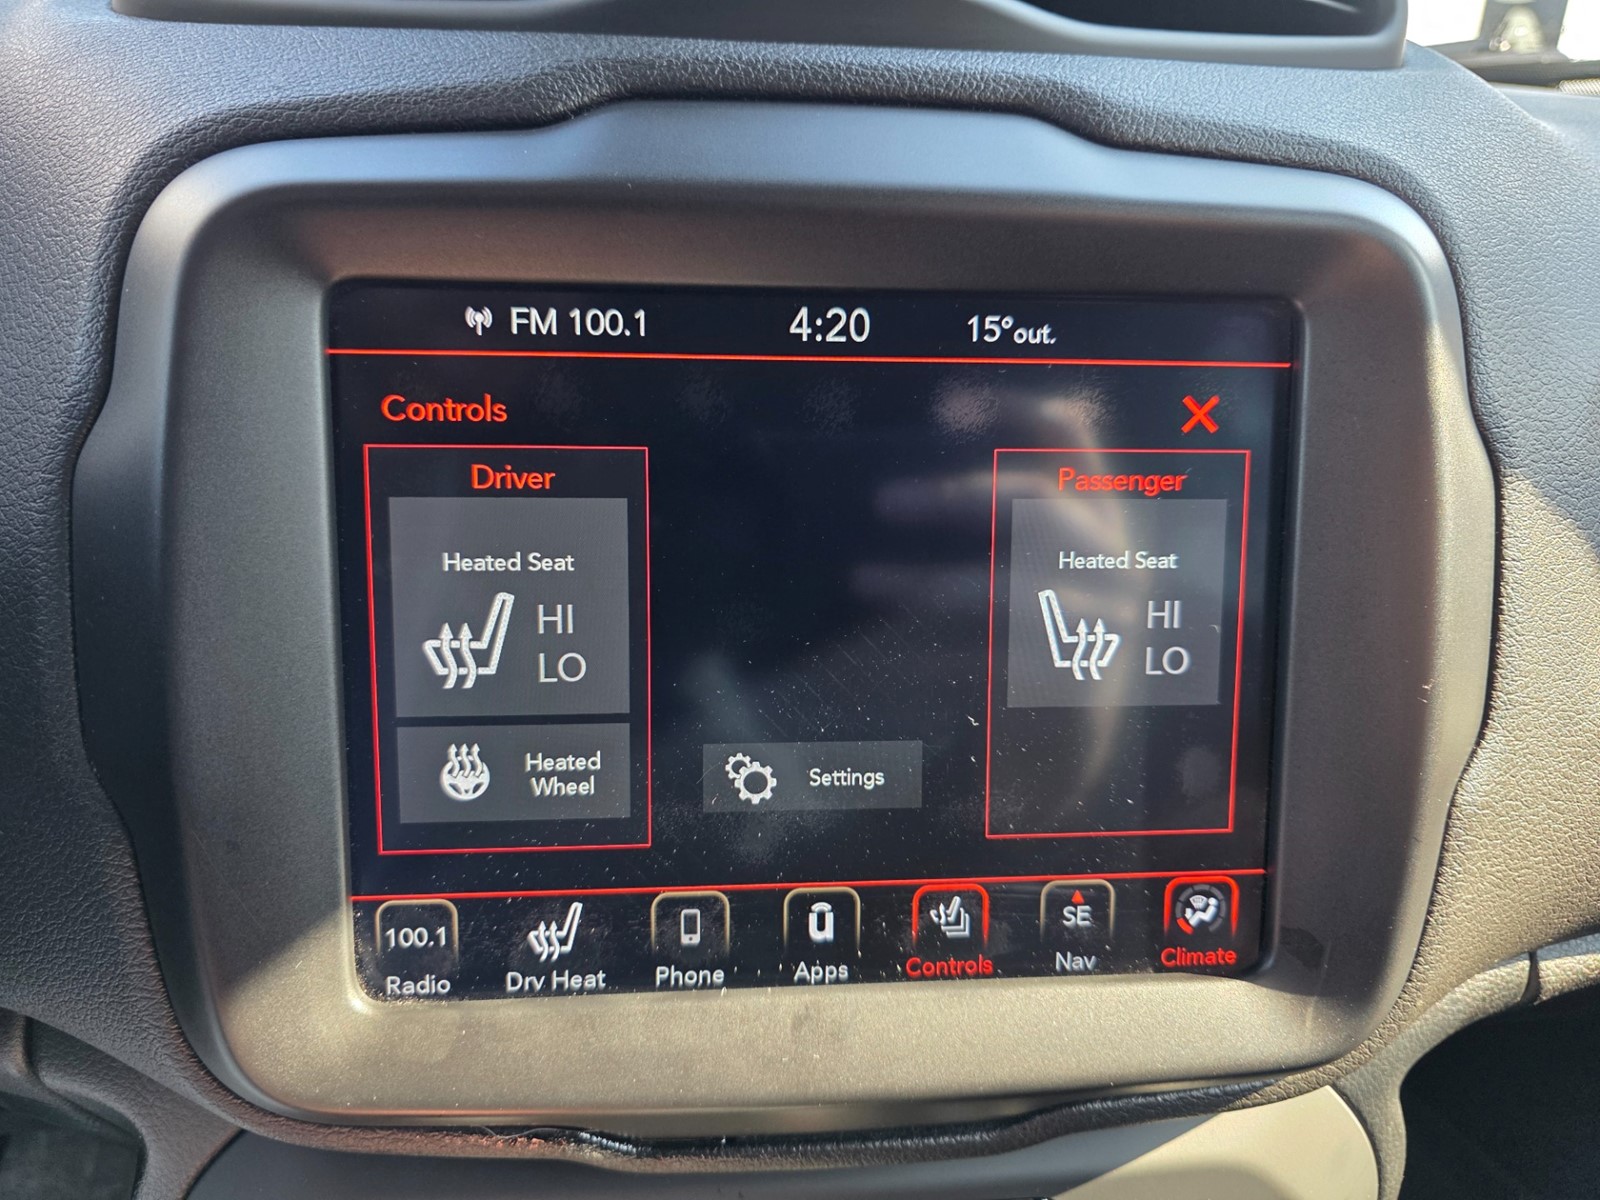 FM 100.1 4:20 15° out.
Controls
Driver
Heated Seat
HI
LO
Heated
Wheel
Settings
Passenger
Heated Seat
HI
LO
100.1
Radio
Drv Heat
Phone
Apps
Controls
SE
Nav
Climate